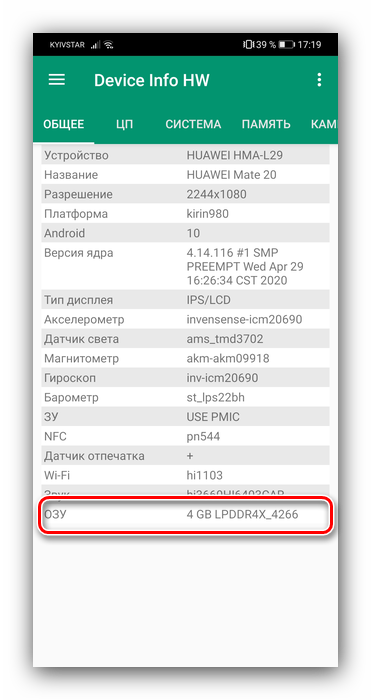 KYIVSTAR 39 % 17:19
Device Info HW
ОБЩЕЕ ЦП СИСТЕМА ПАМЯТЬ КАМ
Устройство HUAWEI HMA-L29
Название HUAWEI Mate 20
Разрешение 2244x1080
Платформа kirin980
Android 10
Версия ядра 4.14.116 #1 SMP
PREEMPT Wed Apr 29
16:26:34 CST 2020
Тип дисплея IPS/LCD
Акселерометр invensense-icm20690
Датчик света ams_tmd3702
Магнитометр akm-akm09918
Гироскоп inv-icm20690
Барометр st_lps22bh
ЗУ USE PMIC
NFC pn544
Датчик отпечатка +
Wi-Fi hi1103
Звук hi3660HI6403CAP
ОЗУ 4 GB LPDDR4X_4266